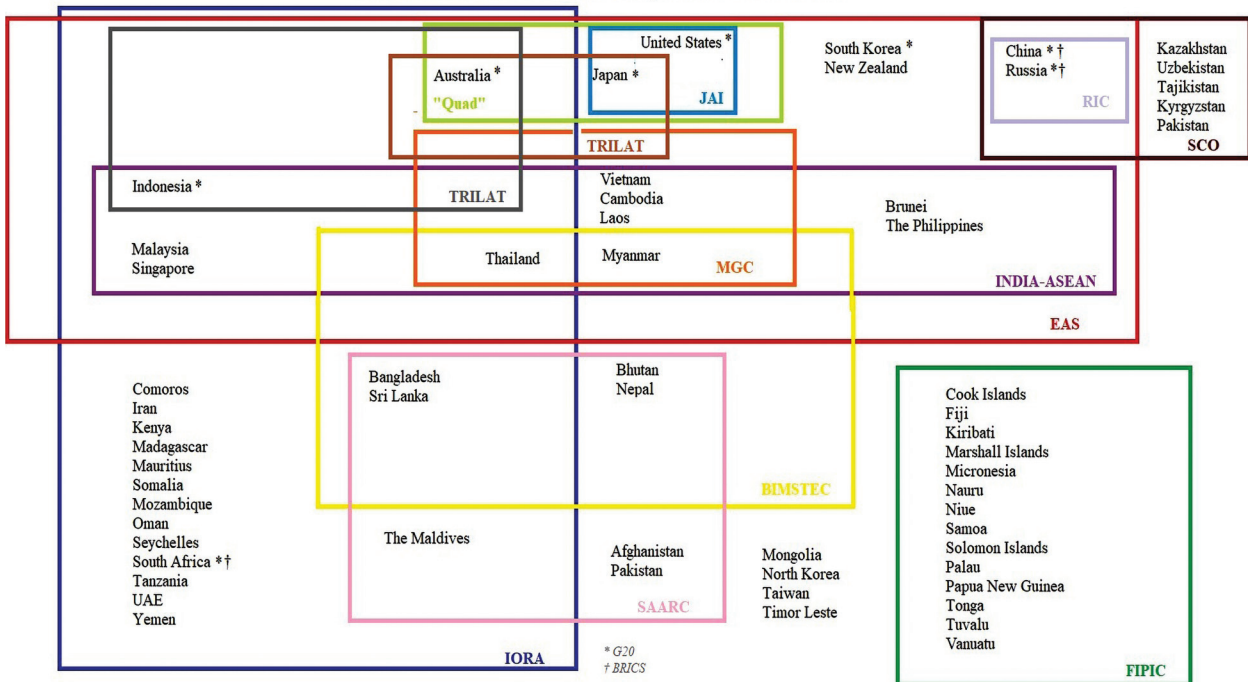 United States *
South Korea *
New Zealand
China * †
Russia *†
RIC
Kazakhstan
Uzbekistan
Tajikistan
Kyrgyzstan
Pakistan
SCO
Australia *
"Quad"
Japan *
JAI
TRILAT
Indonesia *
TRILAT
Vietnam
Cambodia
Laos
Brunei
The Philippines
Malaysia
Singapore
Thailand
Myanmar
MGC
INDIA-ASEAN
EAS
Comoros
Iran
Kenya
Madagascar
Mauritius
Somalia
Mozambique
Oman
Seychelles
South Africa *†
Tanzania
UAE
Yemen
Bangladesh
Sri Lanka
Bhutan
Nepal
BIMSTEC
The Maldives
Afghanistan
Pakistan
SAARC
Mongolia
North Korea
Taiwan
Timor Leste
IORA
* G20
† BRICS
Cook Islands
Fiji
Kiribati
Marshall Islands
Micronesia
Nauru
Niue
Samoa
Solomon Islands
Palau
Papua New Guinea
Tonga
Tuvalu
Vanuatu
FIPIC